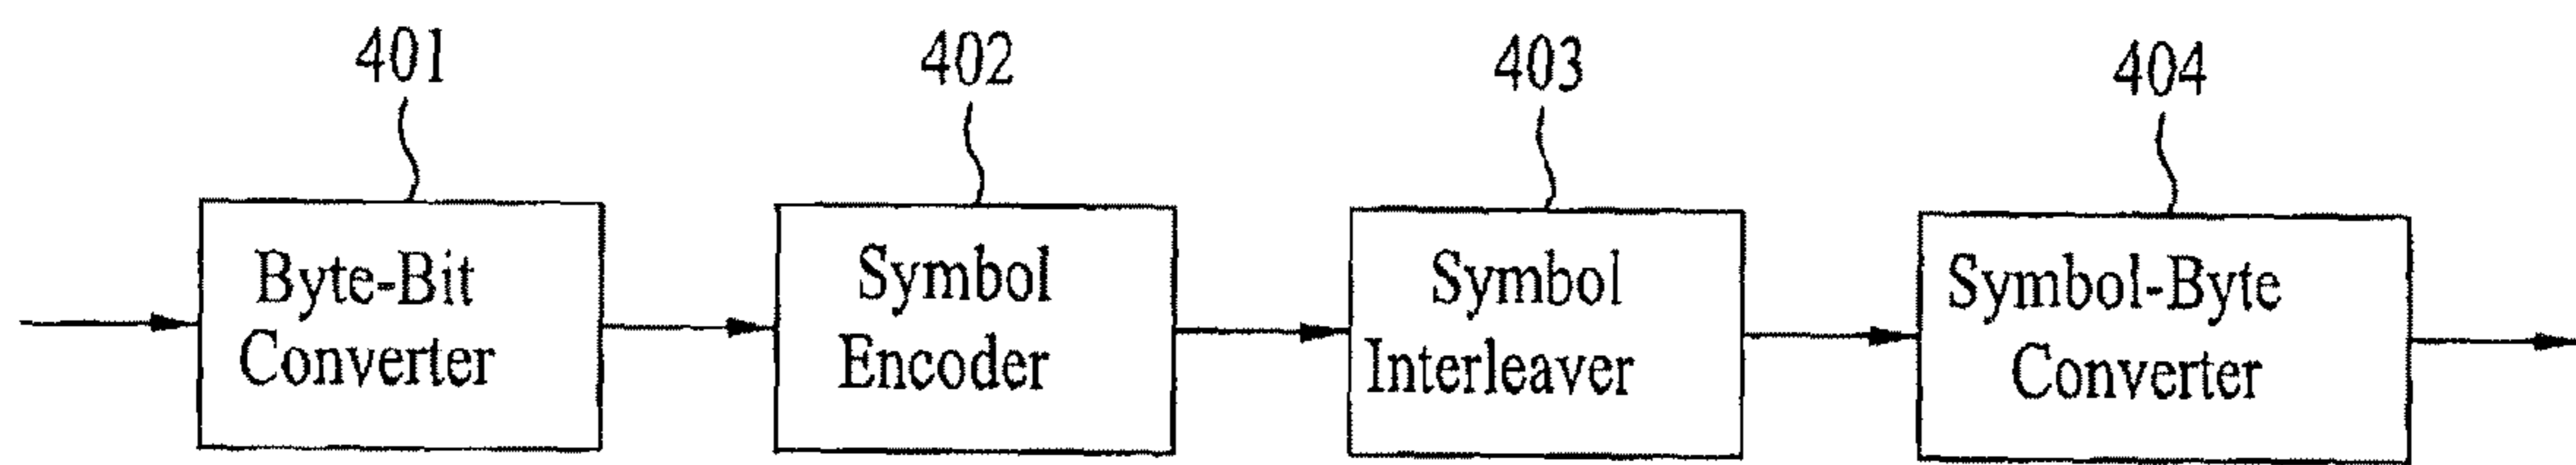 401
402
403
404
Byte-Bit
Converter
Symbol
Encoder
Symbol
Interleaver
Symbol-Byte
Converter